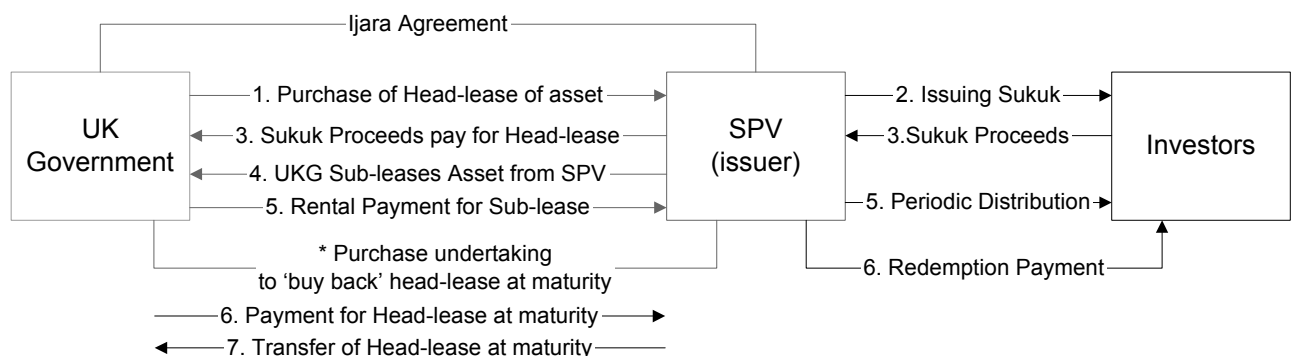 Ijara Agreement
UK
Government
1. Purchase of Head-lease of asset
3. Sukuk Proceeds pay for Head-lease
4. UKG Sub-leases Asset from SPV
5. Rental Payment for Sub-lease
* Purchase undertaking
to ‘buy back’ head-lease at maturity
6. Payment for Head-lease at maturity
7. Transfer of Head-lease at maturity
SPV
(issuer)
2. Issuing Sukuk
3.Sukuk Proceeds
5. Periodic Distribution
6. Redemption Payment
Investors